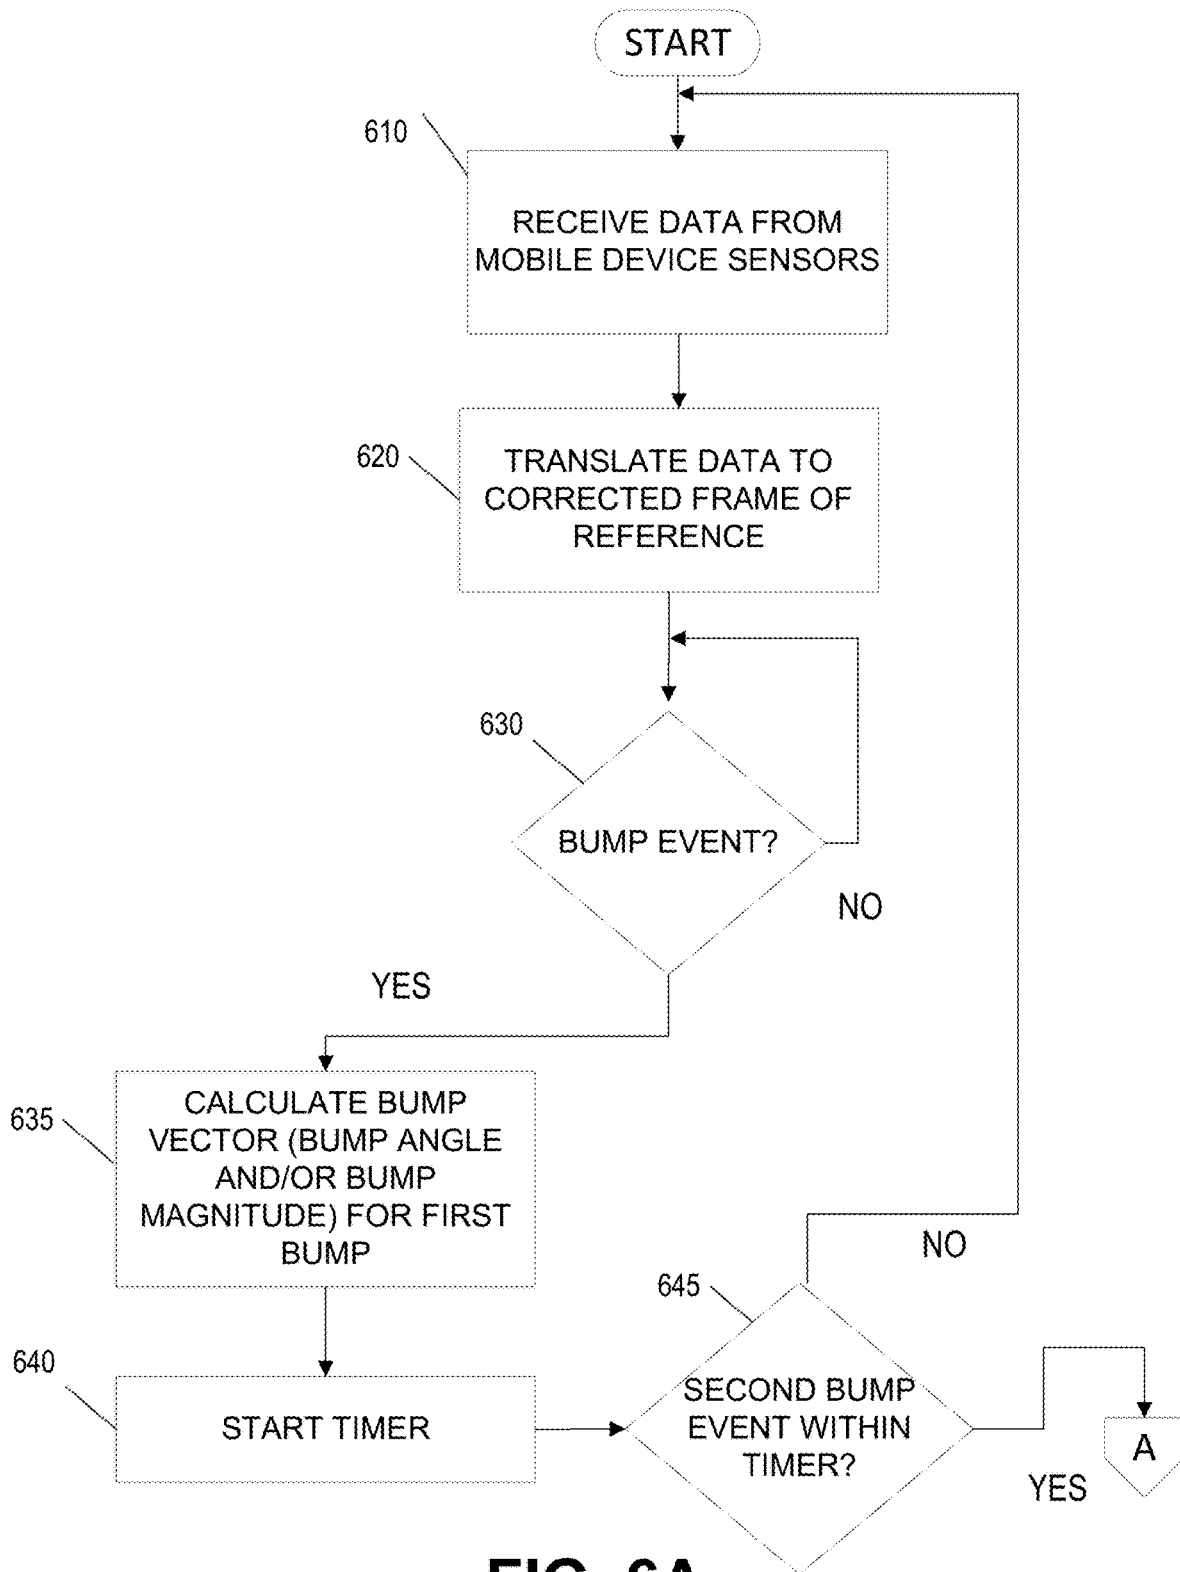 START
610
RECEIVE DATA FROM
MOBILE DEVICE SENSORS
620
TRANSLATE DATA TO
CORRECTED FRAME OF
REFERENCE
630
BUMP EVENT?
NO
YES
635
CALCULATE BUMP
VECTOR (BUMP ANGLE
AND/OR BUMP
MAGNITUDE) FOR FIRST
BUMP
NO
645
640
START TIMER
SECOND BUMP
EVENT WITHIN
TIMER?
A
YES
FIG. 6A